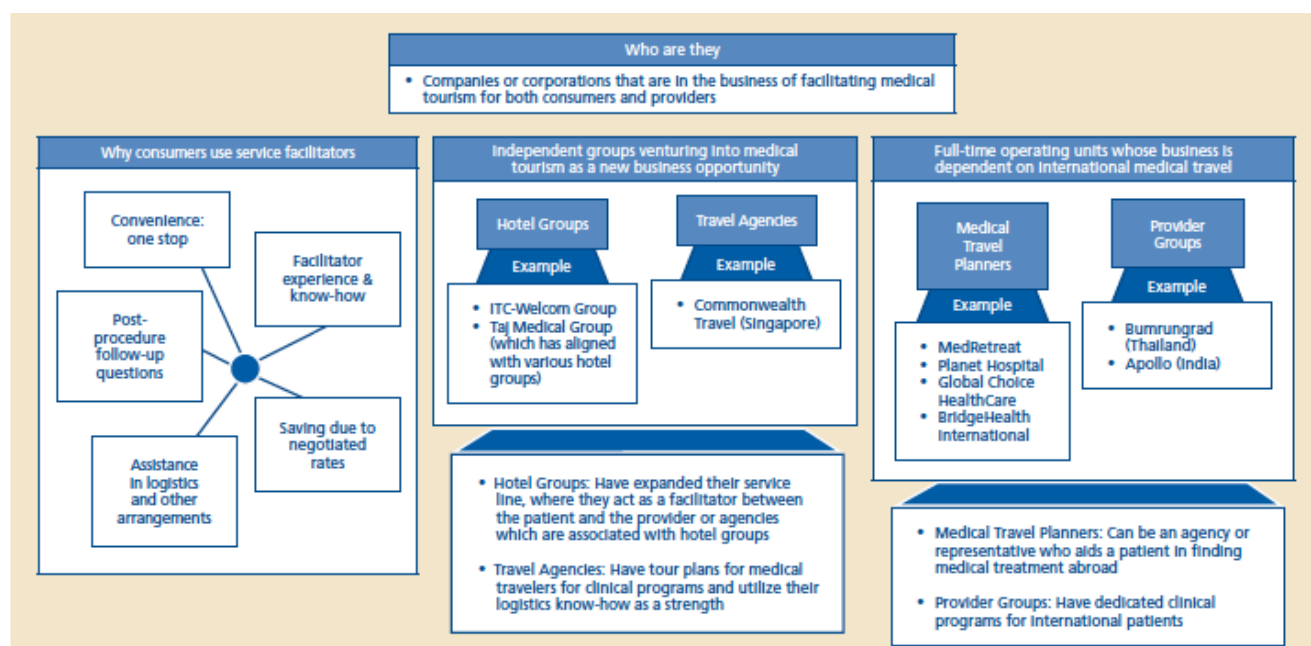 Who are they
• Companies or corporations that are in the business of facilitating medical
tourism for both consumers and providers
Why consumers use service facilitators
Convenience:
one stop
Facilitator
experience &
know-how
Post-
procedure
follow-up
questions
Saving due to
negotiated
rates
Assistance
in logistics
and other
arrangements
Independent groups venturing into medical
tourism as a new business opportunity
Hotel Groups
Example
• ITC-Welcom Group
• Taj Medical Group
(which has aligned
with various hotel
groups)
Travel Agencies
Example
• Commonwealth
Travel (Singapore)
• Hotel Groups: Have expanded their service
line, where they act as a facilitator between
the patient and the provider or agencies
which are associated with hotel groups
• Travel Agencies: Have tour plans for medical
travelers for clinical programs and utilize their
logistics know-how as a strength
Full-time operating units whose business is
dependent on international medical travel
Medical
Travel
Planners
Example
• MedRetreat
• Planet Hospital
• Global Choice
HealthCare
• BridgeHealth
International
Provider
Groups
Example
• Bumrungrad
(Thailand)
• Apollo (India)
• Medical Travel Planners: Can be an agency or
representative who aids a patient in finding
medical treatment abroad
• Provider Groups: Have dedicated clinical
programs for international patients